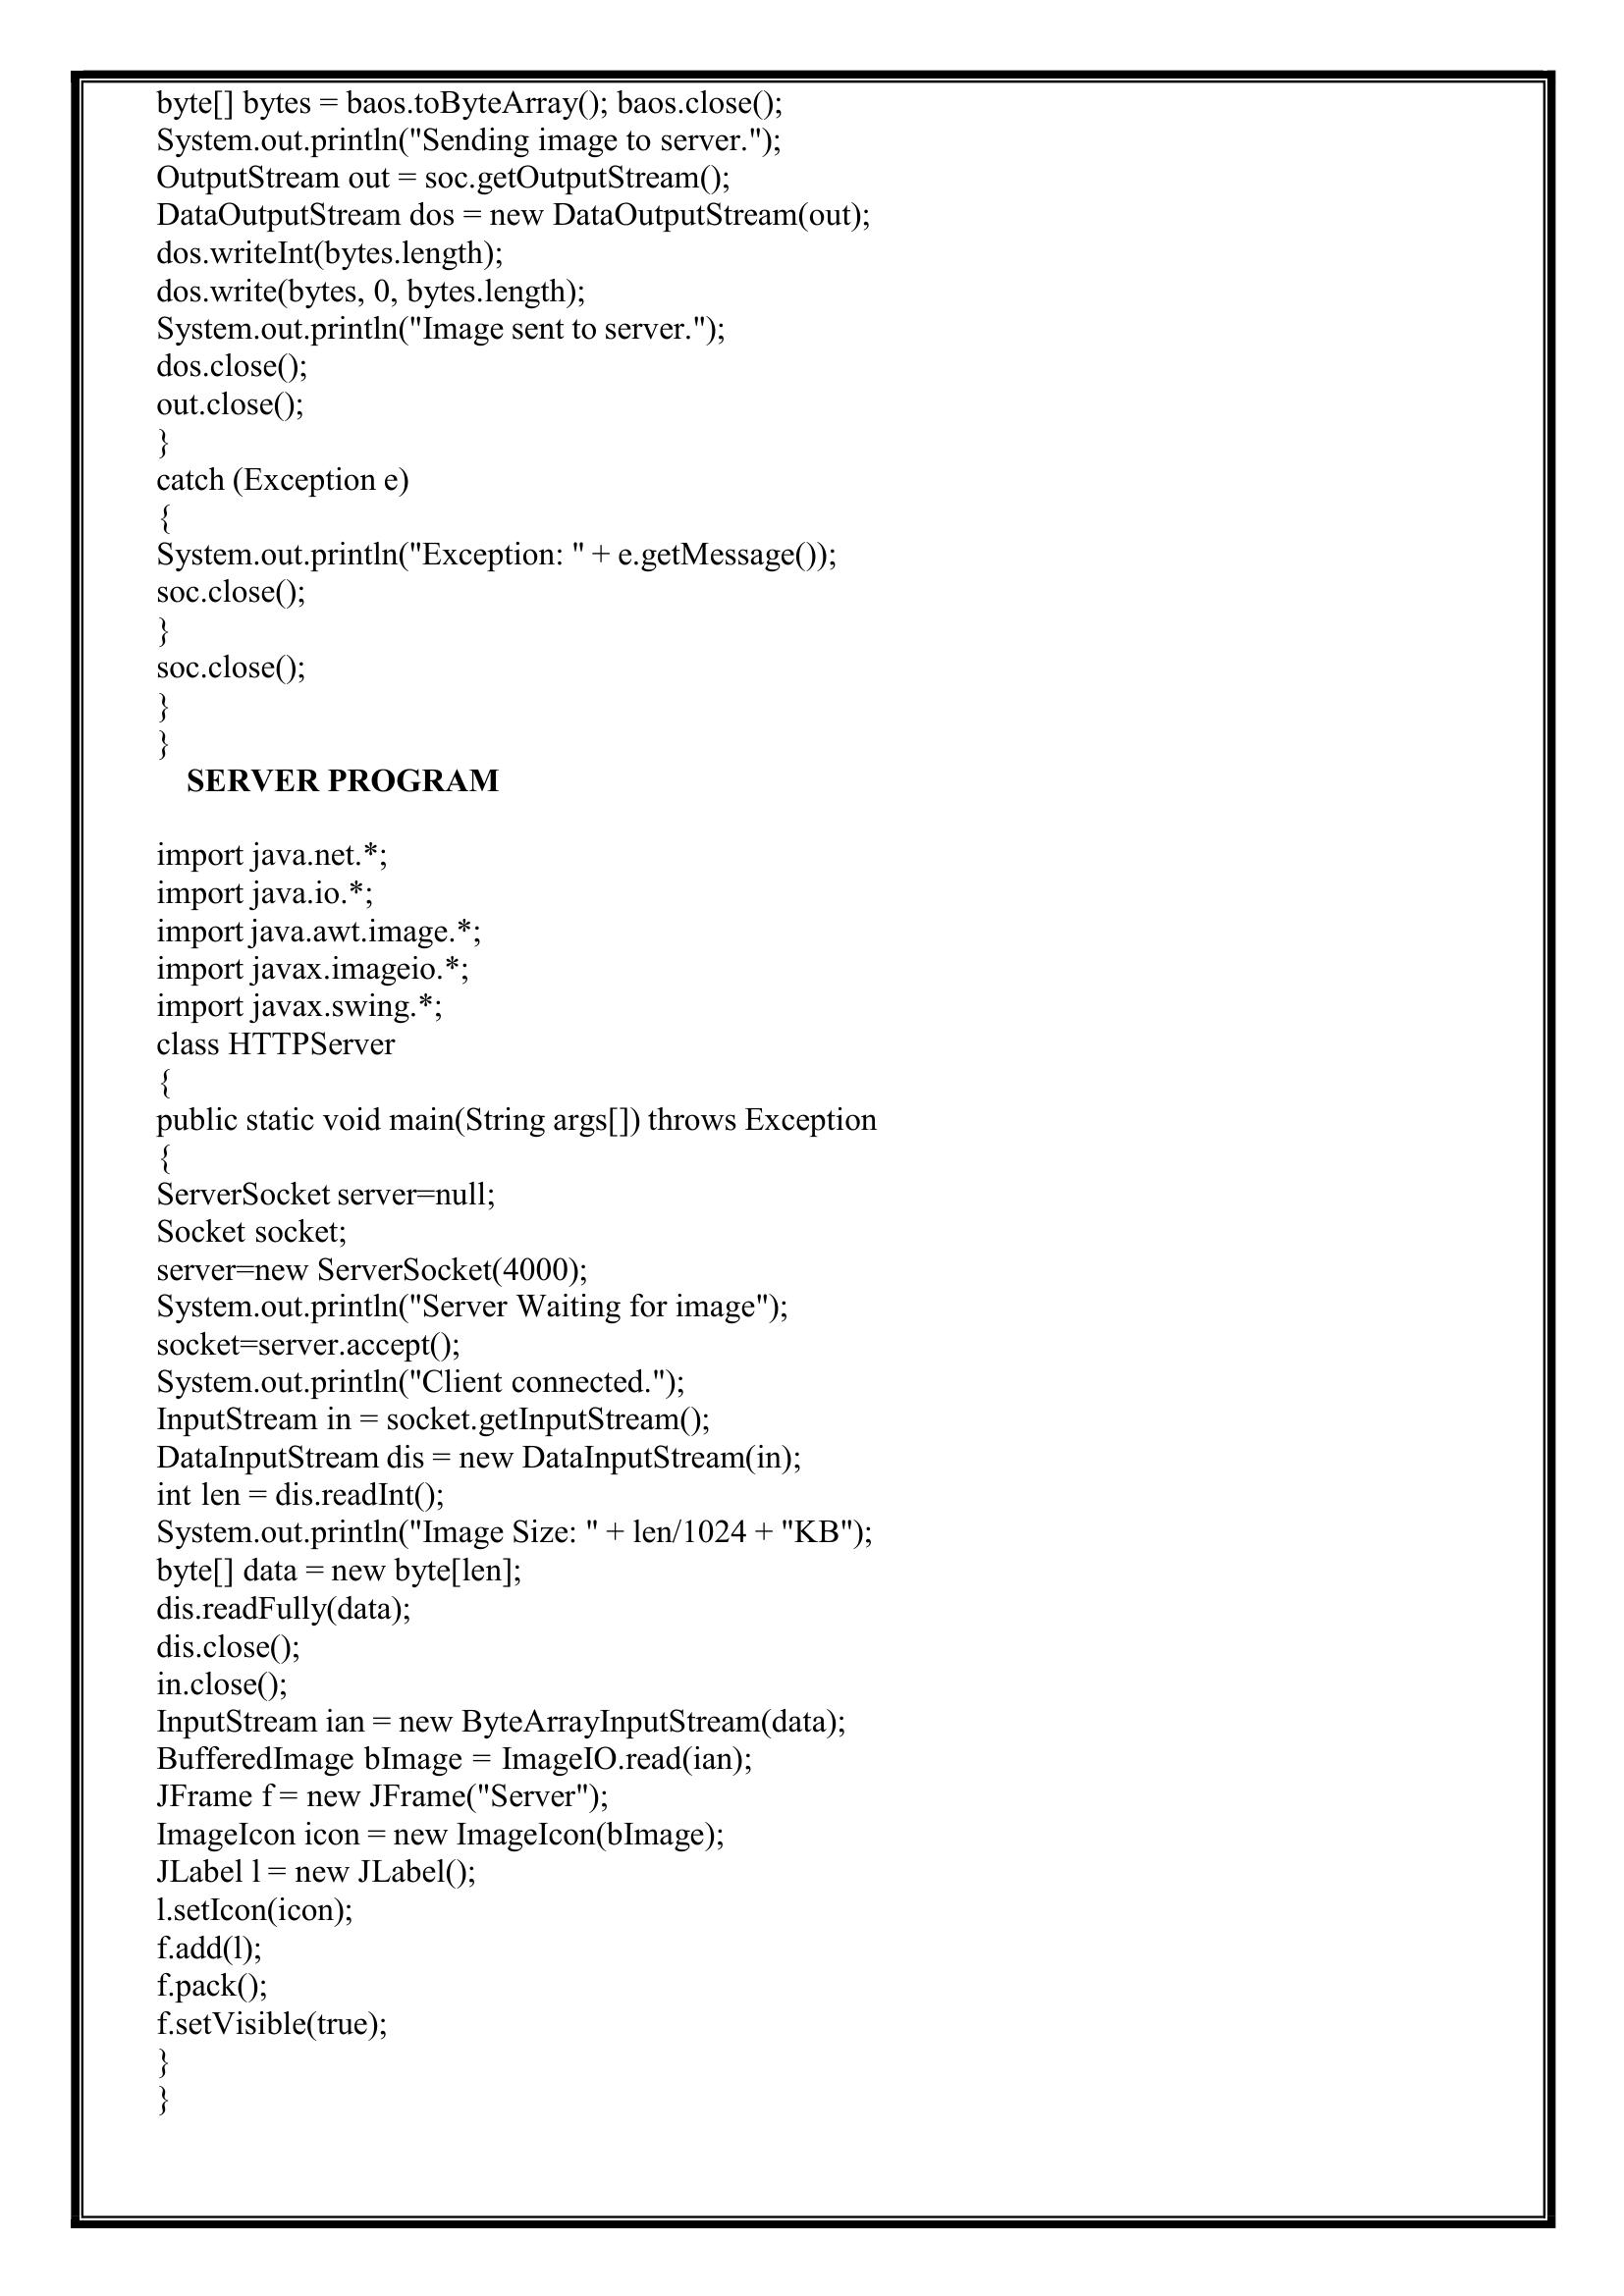 byte[] bytes = baos.toByteArray(); baos.close();
System.out.println("Sending image to server.");
OutputStream out = soc.getOutputStream();
DataOutputStream dos = new DataOutputStream(out);
dos.writeInt(bytes.length);
dos.write(bytes, 0, bytes.length);
System.out.println("Image sent to server.");
dos.close();
out.close();
}
catch (Exception e)
{
System.out.println("Exception: " + e.getMessage());
soc.close();
}
soc.close();
}
}
SERVER PROGRAM
import java.net.*;
import java.io.*;
import java.awt.image.*;
import javax.imageio.*;
import javax.swing.*;
class HTTPServer
{
public static void main(String args[]) throws Exception
{
ServerSocket server=null;
Socket socket;
server=new ServerSocket(4000);
System.out.println("Server Waiting for image");
socket=server.accept();
System.out.println("Client connected.");
InputStream in = socket.getInputStream();
DataInputStream dis = new DataInputStream(in);
int len = dis.readInt();
System.out.println("Image Size: " + len/1024 + "KB");
byte[] data = new byte[len];
dis.readFully(data);
dis.close();
in.close();
InputStream ian = new ByteArrayInputStream(data);
BufferedImage bImage = ImageIO.read(ian);
JFrame f = new JFrame("Server");
ImageIcon icon = new ImageIcon(bImage);
JLabel l = new JLabel();
l.setIcon(icon);
f.add(l);
f.pack();
f.setVisible(true);
}
}